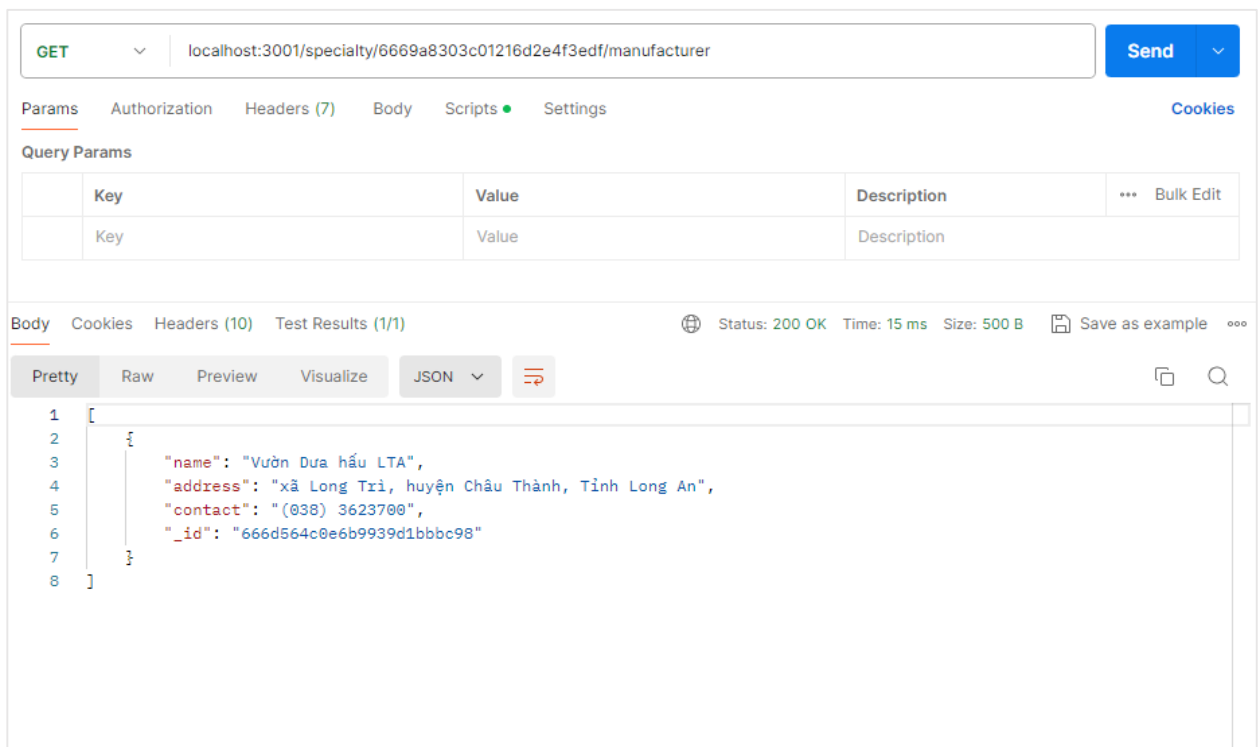 GET localhost:3001/specialty/6669a8303c01216d2e4f3edf/manufacturer Send
Params Authorization Headers (7) Body Scripts Settings Cookies
Query Params
Key Value Description Bulk Edit
Key Value Description
Body Cookies Headers (10) Test Results (1/1) Status: 200 OK Time: 15 ms Size: 500 B Save as example
Pretty Raw Preview Visualize JSON
1 [
2 {
3 "name": "Vườn Dưa hấu LTA",
4 "address": "xã Long Trì, huyện Châu Thành, Tỉnh Long An",
5 "contact": "(038) 3623700",
6 "_id": "666d564c0e6b9939d1bbbc98"
7 }
8 ]